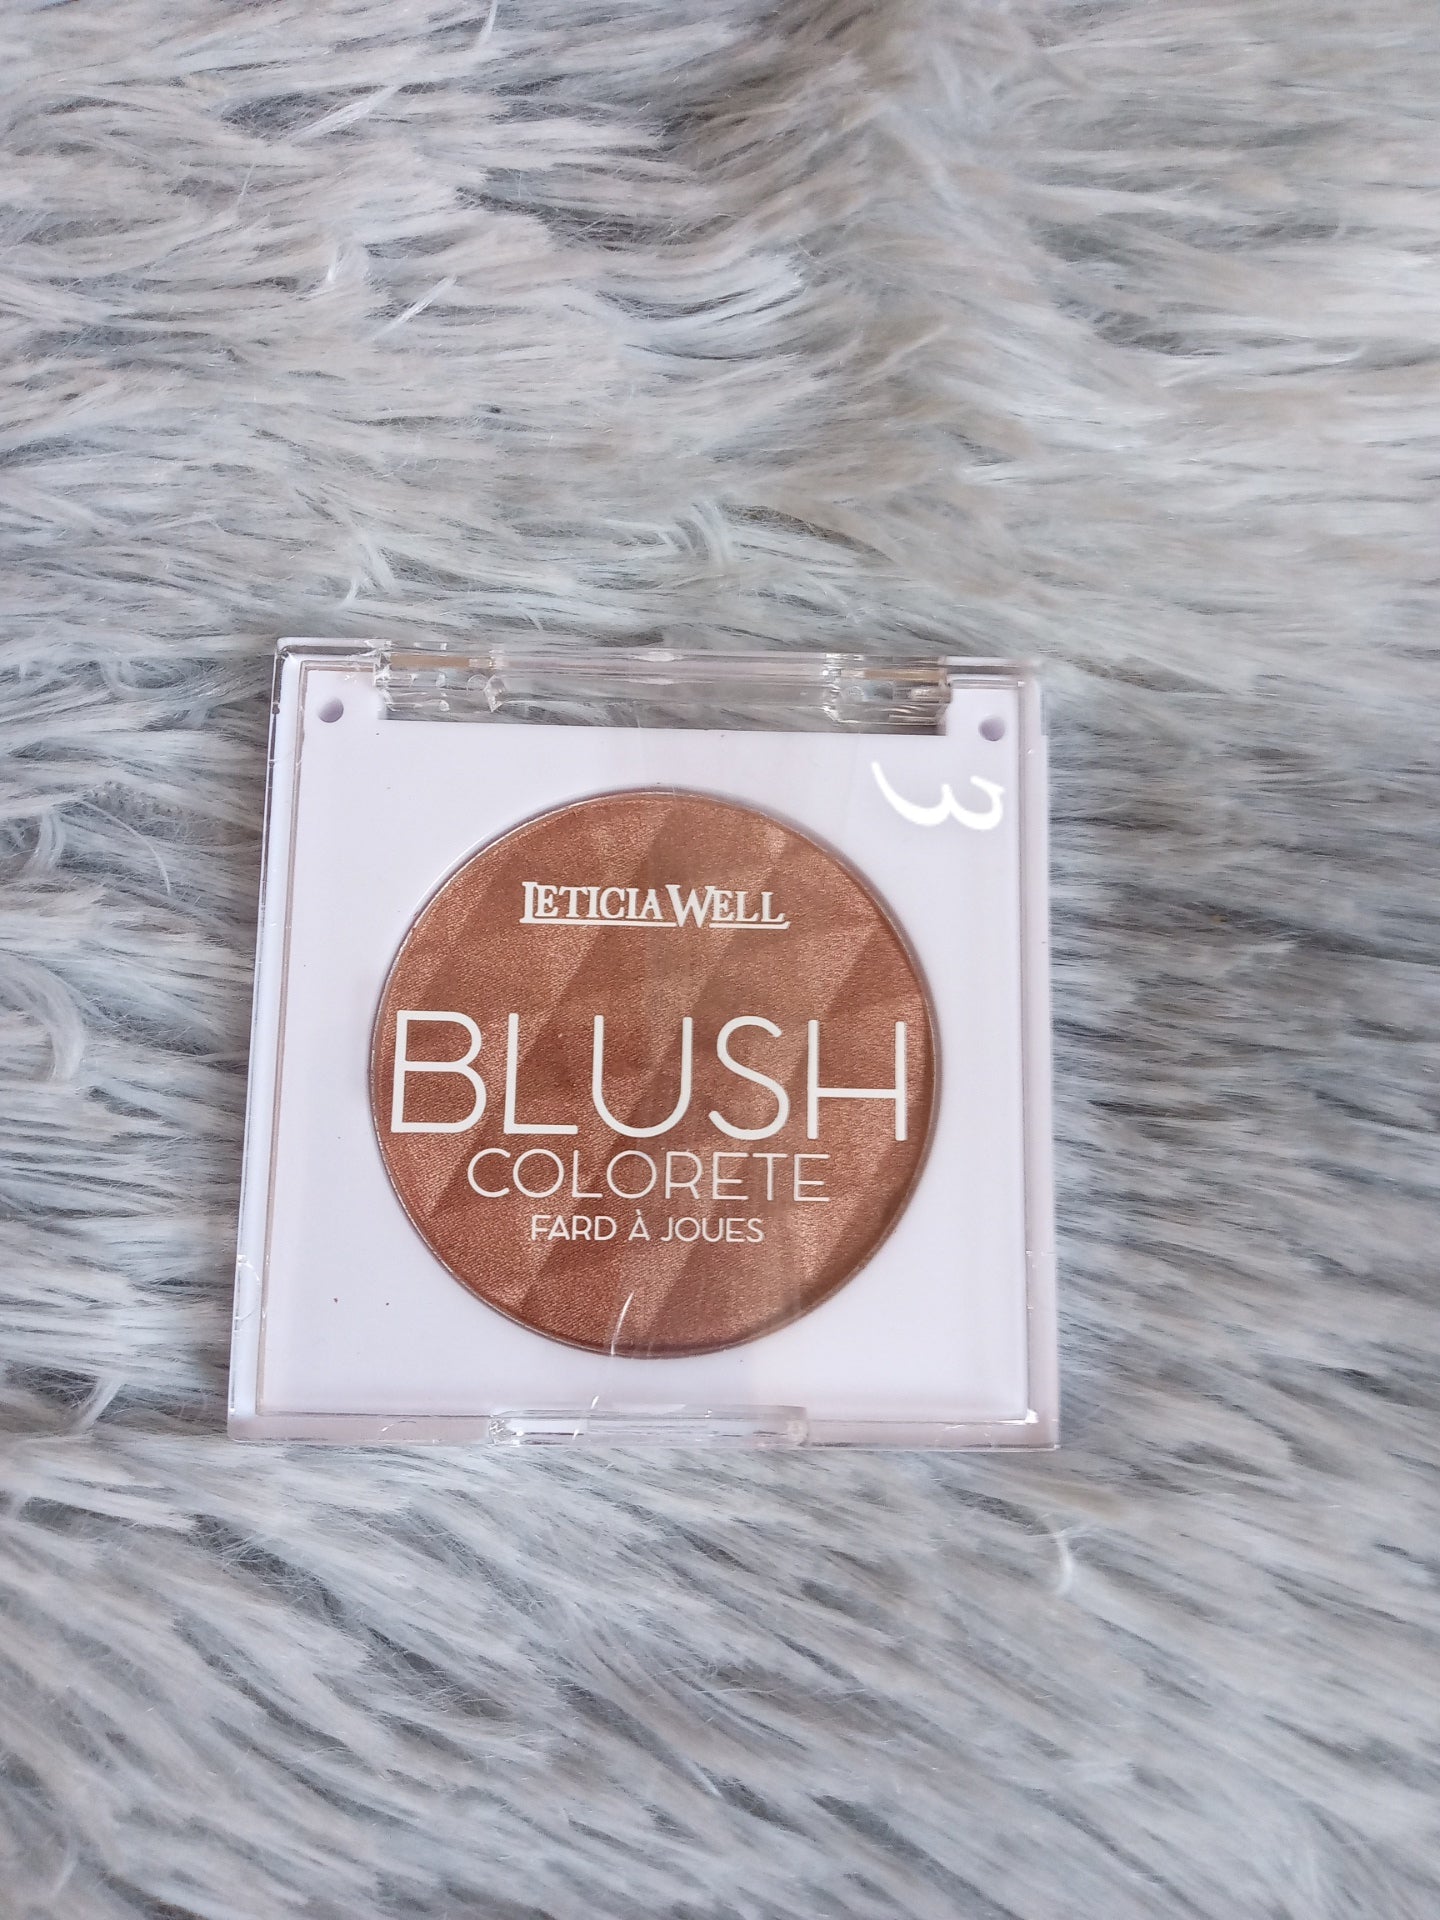 3
LETICIA WELL
BLUSH
COLORETE
FARD À JOUES